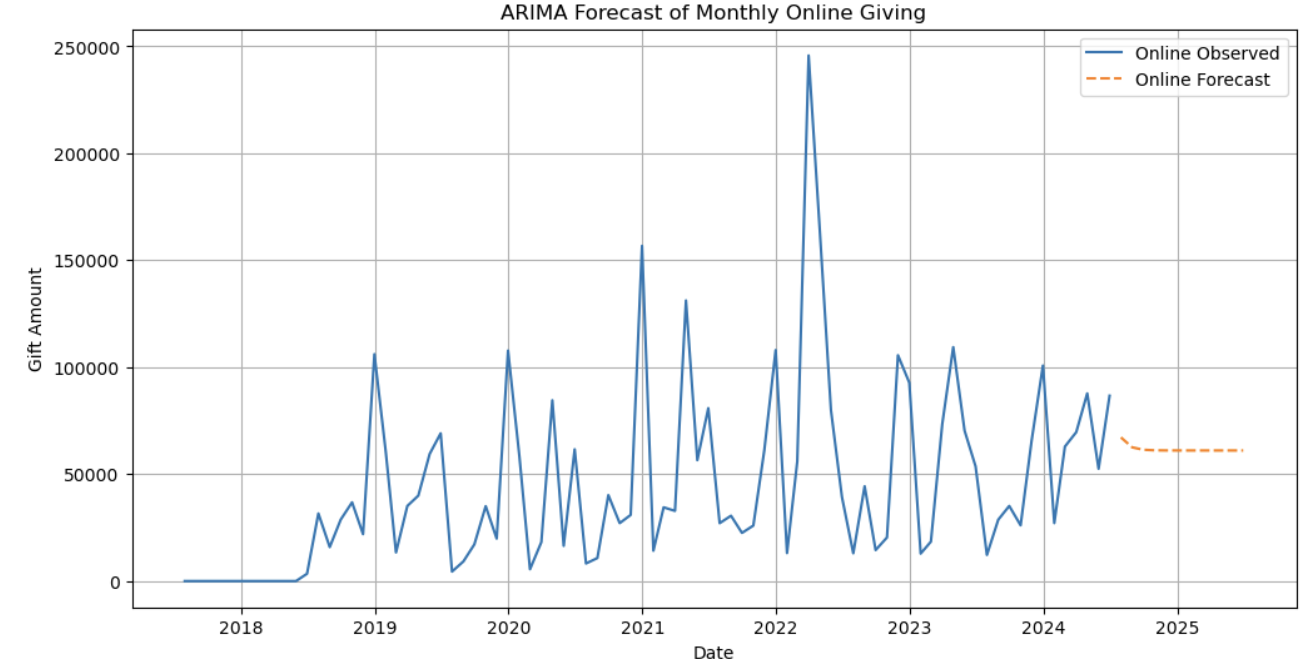 ARIMA Forecast of Monthly Online Giving
250000
200000
150000
100000
50000
0
Gift Amount
Online Observed
Online Forecast
2018 2019 2020 2021 2022 2023 2024 2025
Date